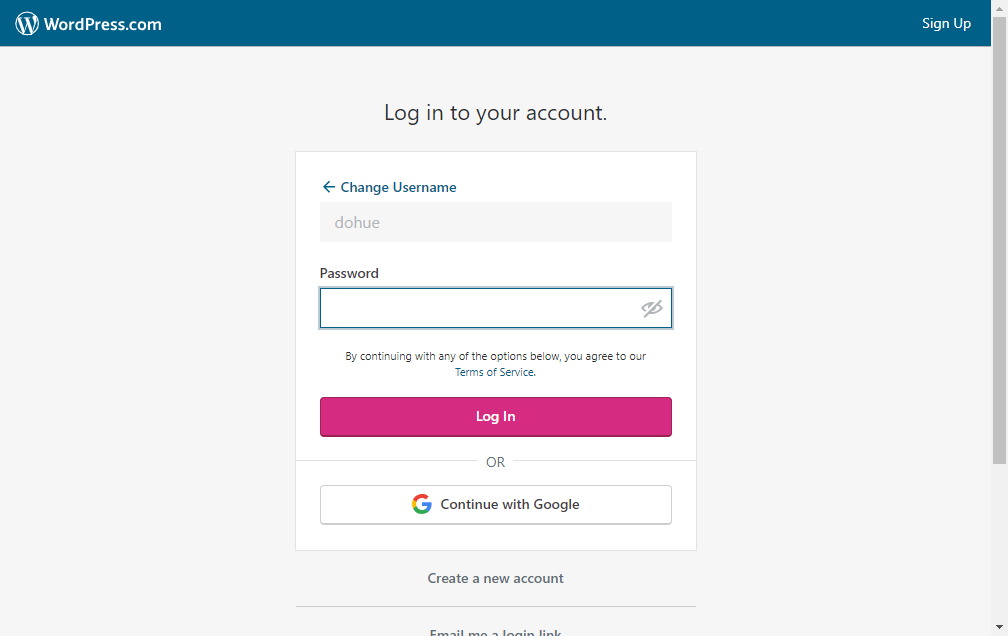 WordPress.com
Sign Up
Log in to your account.
Change Username
dohue
Password
By continuing with any of the options below, you agree to our
Terms of Service.
Log In
OR
Continue with Google
Create a new account
Email me a login link